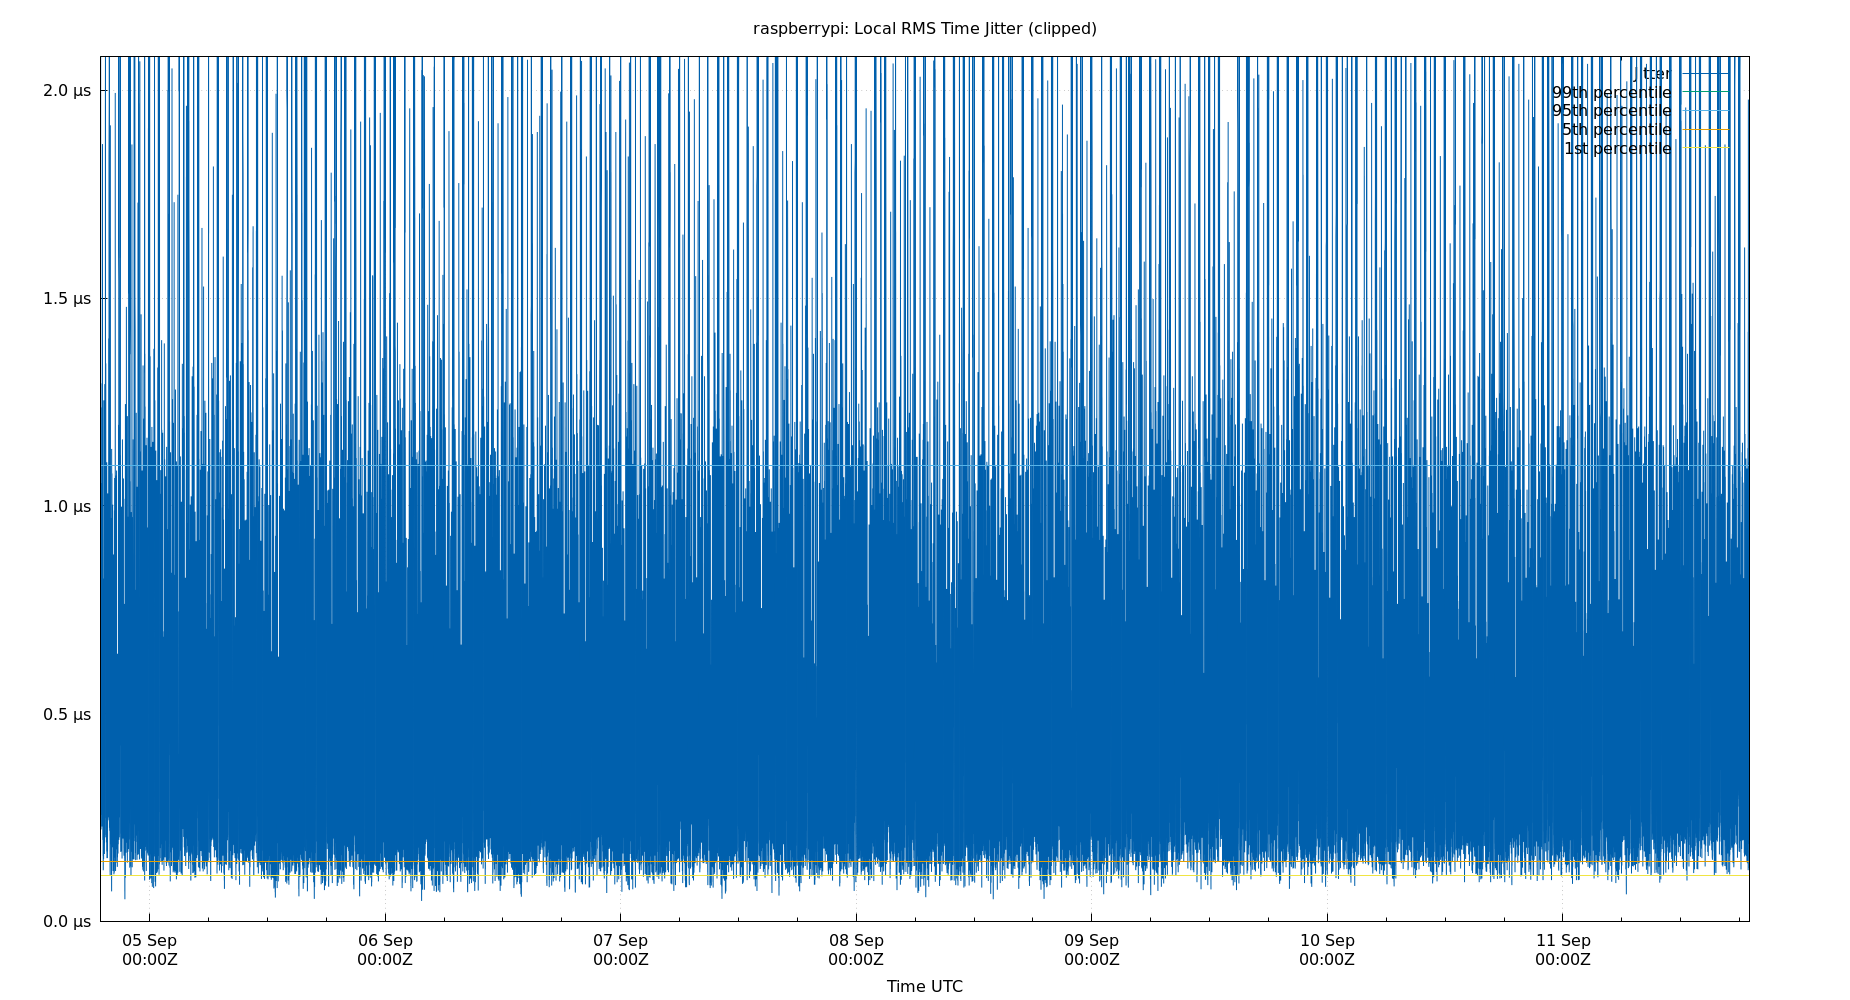 raspberrypi: Local RMS Time Jitter (clipped)
jitter
99th percentile
95th percentile
5th percentile
1st percentile
2.0 µs
1.5 µs
1.0 µs
0.5 µs
0.0 µs
05 Sep 06 Sep 07 Sep 08 Sep 09 Sep 10 Sep 11 Sep
00:00Z 00:00Z 00:00Z 00:00Z 00:00Z 00:00Z 00:00Z
Time UTC